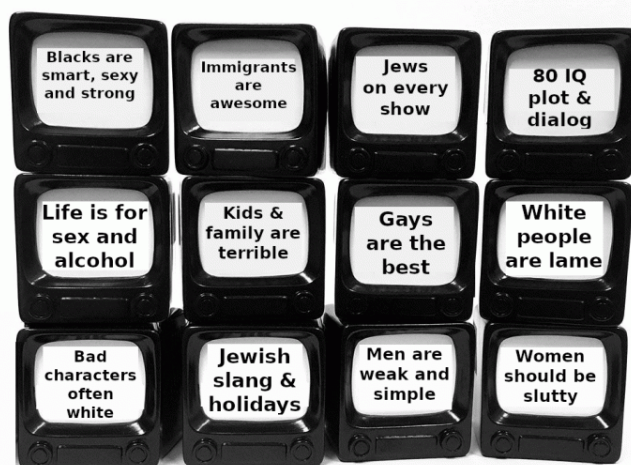 Blacks are
smart, sexy
and strong
Immigrants
are
awesome
Jews
on every
show
80 IQ
plot &
dialog
Life is for
sex and
alcohol
Kids &
family are
terrible
Gays
are the
best
White
people
are lame
Bad
characters
often
white
Jewish
slang &
holidays
Men are
weak and
simple
Women
should be
slutty